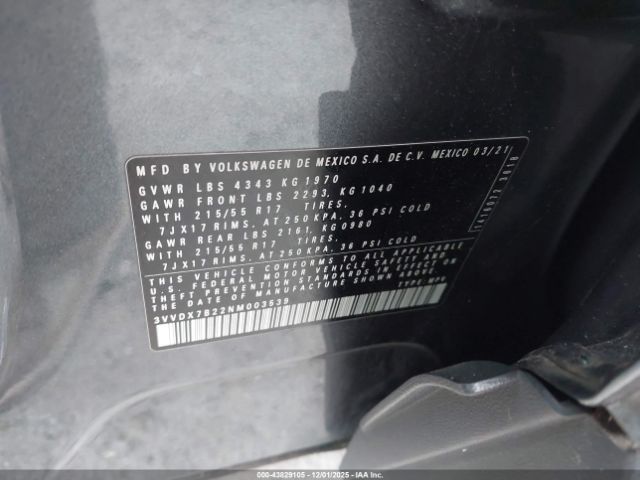 MFD BY VOLKSWAGEN DE MEXICO S.A. DE C.V. MEXICO 03/21
GVWR LBS 4343 KG 1970
GAWR FRONT LBS 2293, KG 1040
WITH 215/55 R17 TIRES,
7JX17 RIMS, AT 250 KPA, 36 PSI COLD
GAWR REAR LBS 2161, KG0980
WITH 215/55 R17 TIRES,
7JX17 RIMS, AT 250 KPA, 36 PSI COLD
THIS VEHICLE CONFORMS TO ALL APPLICABLE
U.S. FEDERAL MOTOR VEHICLE SAFETY AND
THEFT PREVENTION STANDARDS IN EFFECT ON
THE DATE OF MANUFACTURE SHOWN ABOVE.
3VVDX7B22NM003539
TYPE:
000-43829105 - 12/01/2025 - IAAI.COM